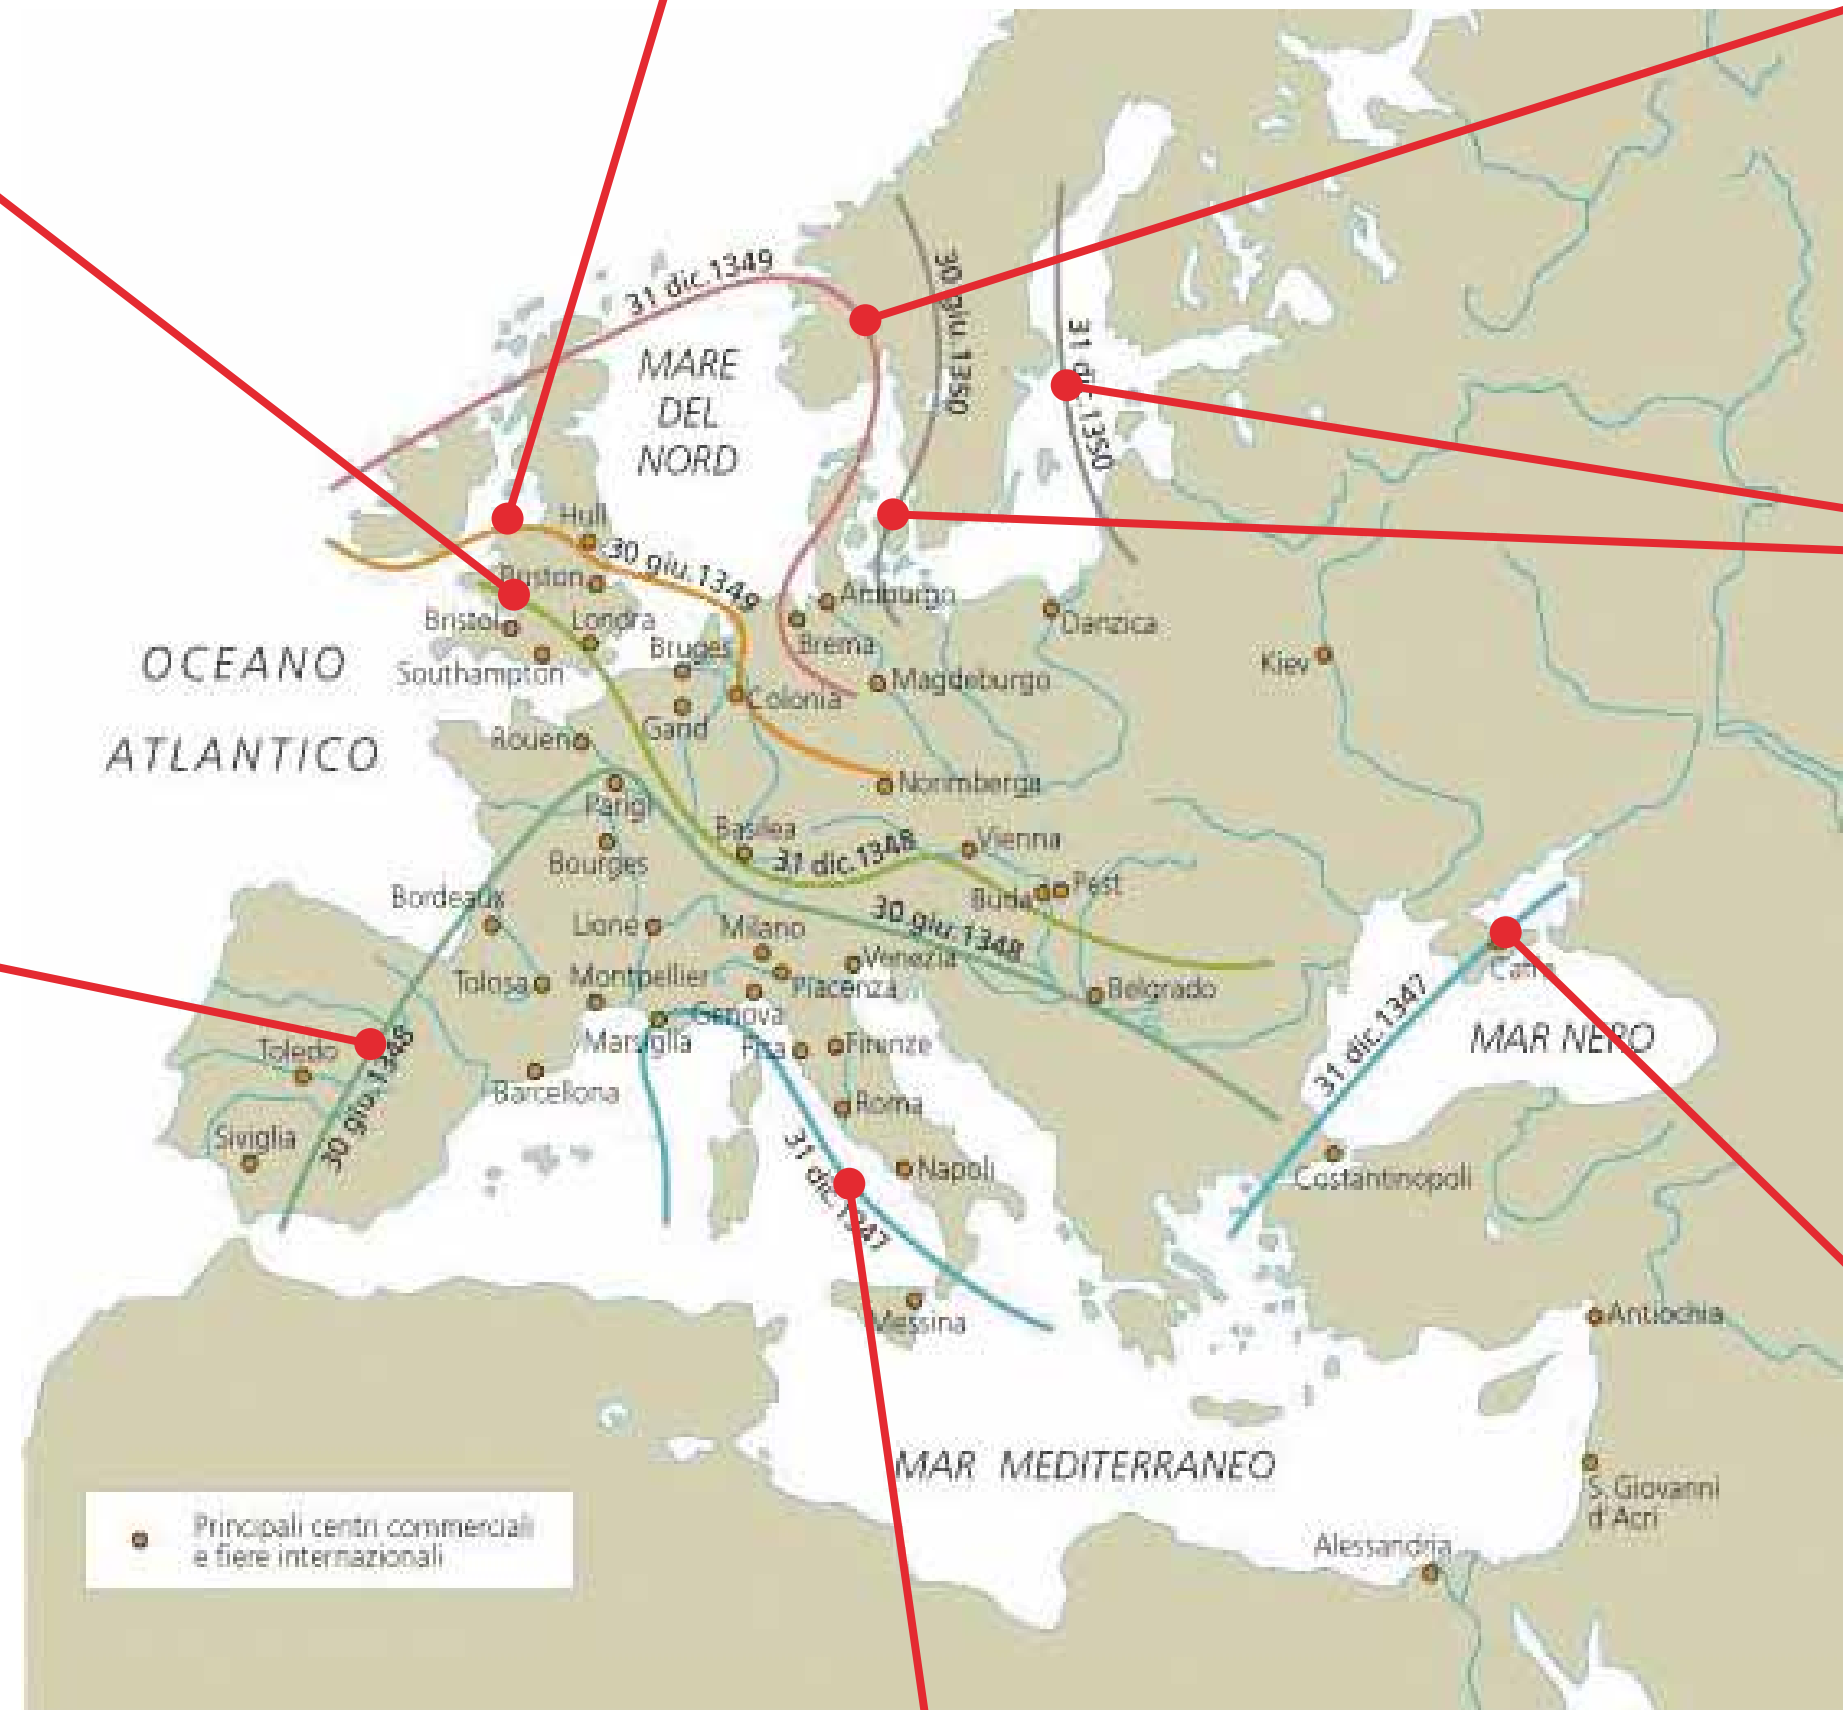 31 dic.1349
30 giu.1350
31 dic.1350
MARE
DEL
NORD
Hull
30 giu.1349
Buston
Amburgo
Bristol
Londra
Brema
Danzica
Bruges
Southampton
Kiev
OCEANO
ATLANTICO
Colonia
Magdeburgo
Gand
Rouen
Norimberga
Parigi
Basilea
31 dic.1348
Vienna
Bourges
Buda
Pest
Bordeaux
30 giu.1348
Lione
Milano
Venezia
Tolosa
Montpellier
Piacenza
Belgrado
Caffa
Genova
31 dic.1347
MAR NERO
Marsiglia
Pisa
Firenze
Toledo
30 giu.1348
Barcellona
Roma
Siviglia
31 dic.1347
Napoli
Costantinopoli
Messina
Antiochia
MAR MEDITERRANEO
S. Giovanni
d'Acri
Alessandria
Principali centri commerciali
e fiere internazionali